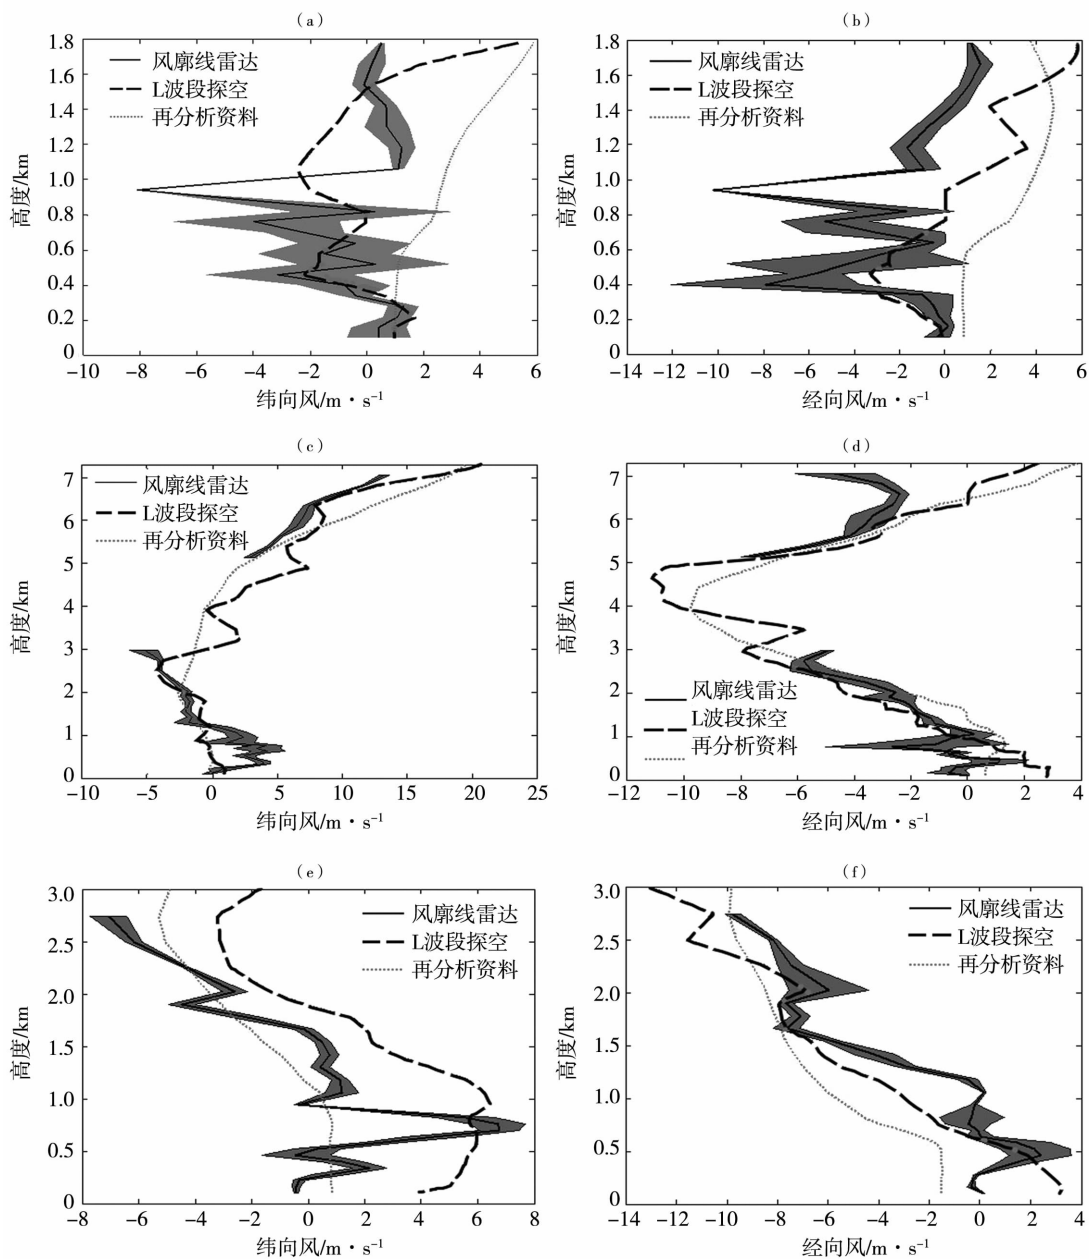 （a）
1.8
1.6
1.4
1.2
1.0
0.8
0.6
0.4
0.2
0
高度/km
风廓线雷达
L波段探空
再分析资料
-10 -8 -6 -4 -2 0 2 4 6
纬向风/m·s⁻¹
（b）
1.8
1.6
1.4
1.2
1.0
0.8
0.6
0.4
0.2
0
高度/km
风廓线雷达
L波段探空
再分析资料
-14 -12 -10 -8 -6 -4 -2 0 2 4 6
经向风/m·s⁻¹
（c）
7
6
5
4
3
2
1
0
高度/km
风廓线雷达
L波段探空
再分析资料
-10 -5 0 5 10 15 20 25
纬向风/m·s⁻¹
（d）
7
6
5
4
3
2
1
0
高度/km
风廓线雷达
L波段探空
再分析资料
-12 -10 -8 -6 -4 -2 0 2 4
经向风/m·s⁻¹
（e）
3.0
2.5
2.0
1.5
1.0
0.5
0
高度/km
风廓线雷达
L波段探空
再分析资料
-8 -6 -4 -2 0 2 4 6 8
纬向风/m·s⁻¹
（f）
3.0
2.5
2.0
1.5
1.0
0.5
0
高度/km
风廓线雷达
L波段探空
再分析资料
-14 -12 -10 -8 -6 -4 -2 0 2 4
经向风/m·s⁻¹